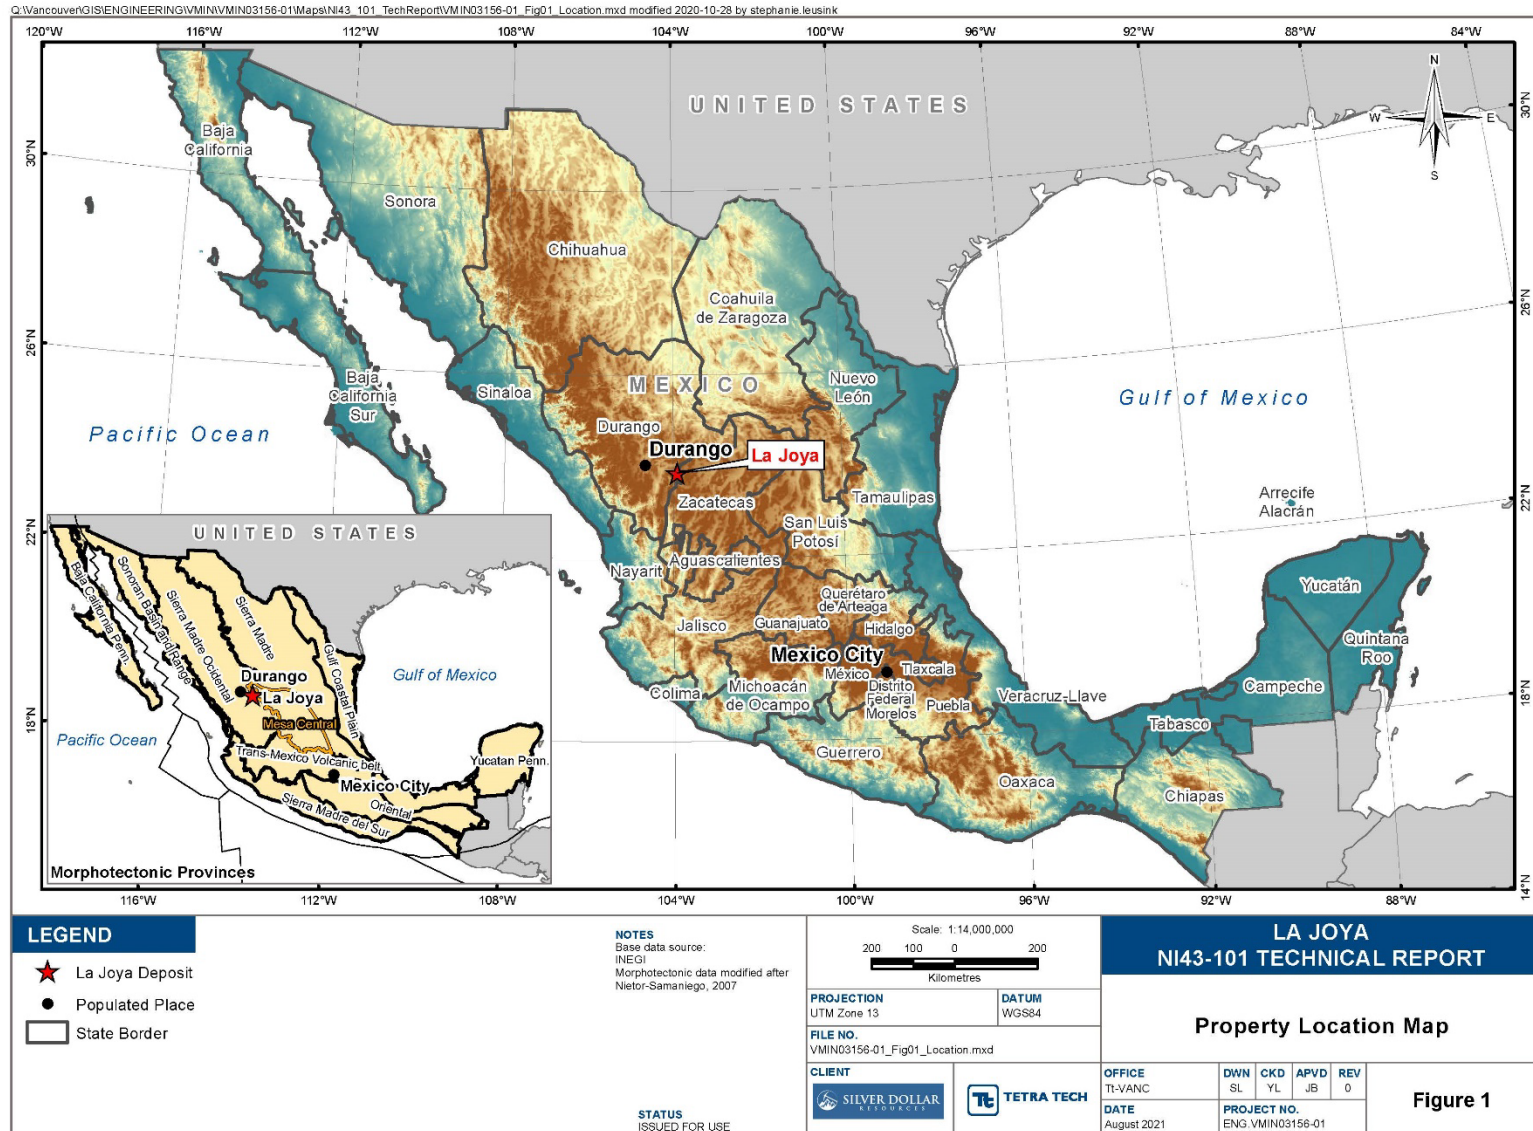 Q:\Vancouver\GIS\ENGINEERING\VMIN\VMIN03156-01\Maps\NI43_101_TechReport\VMIN03156-01_Fig01_Location.mxd modified 2020-10-28 by stephanie.leusink
120°W
116°W
112°W
108°W
104°W
100°W
96°W
92°W
88°W
84°W
UNITED STATES
N
W
E
S
30°N
30°N
Baja
California
Sonora
Chihuahua
Coahuila
de Zaragoza
26°N
26°N
Baja
California
Sur
Sinaloa
MEXICO
Nuevo
León
Gulf of Mexico
Pacific Ocean
Durango
Durango
La Joya
Zacatecas
Tamaulipas
San Luis
Potosí
Arrecife
Alacrán
22°N
22°N
Nayarit
Aguascalientes
Yucatán
Querétaro
de Arteaga
Jalisco
Guanajuato
Hidalgo
Quintana
Roo
Mexico City
México
Tlaxcala
Distrito
Federal
Morelos
Puebla
Veracruz-Llave
Campeche
Colima
Michoacán
de Ocampo
Tabasco
18°N
18°N
Guerrero
Oaxaca
Chiapas
14°N
UNITED STATES
Baja California Penn.
Sonoran Basin and Range
Sierra Madre Ocidental
Sierra Madre
Gulf Coastal Plain
Gulf of Mexico
Durango
La Joya
Mesa Central
Pacific Ocean
Trans-Mexico Volcanic belt
Yucatan Penn.
Mexico City
Oriental
Sierra Madre del Sur
Morphotectonic Provinces
116°W
112°W
108°W
104°W
100°W
96°W
92°W
88°W
LEGEND
La Joya Deposit
Populated Place
State Border
NOTES
Base data source:
INEGI
Morphotectonic data modified after
Nietor-Samaniego, 2007
STATUS
ISSUED FOR USE
Scale: 1:14,000,000
200 100 0 200
Kilometres
PROJECTION
UTM Zone 13
DATUM
WGS84
FILE NO.
VMIN03156-01_Fig01_Location.mxd
CLIENT
SILVER DOLLAR
RESOURCES
Tt TETRA TECH
LA JOYA
NI43-101 TECHNICAL REPORT
Property Location Map
OFFICE
Tt-VANC
DWN CKD APVD REV
SL YL JB 0
DATE
August 2021
PROJECT NO.
ENG.VMIN03156-01
Figure 1